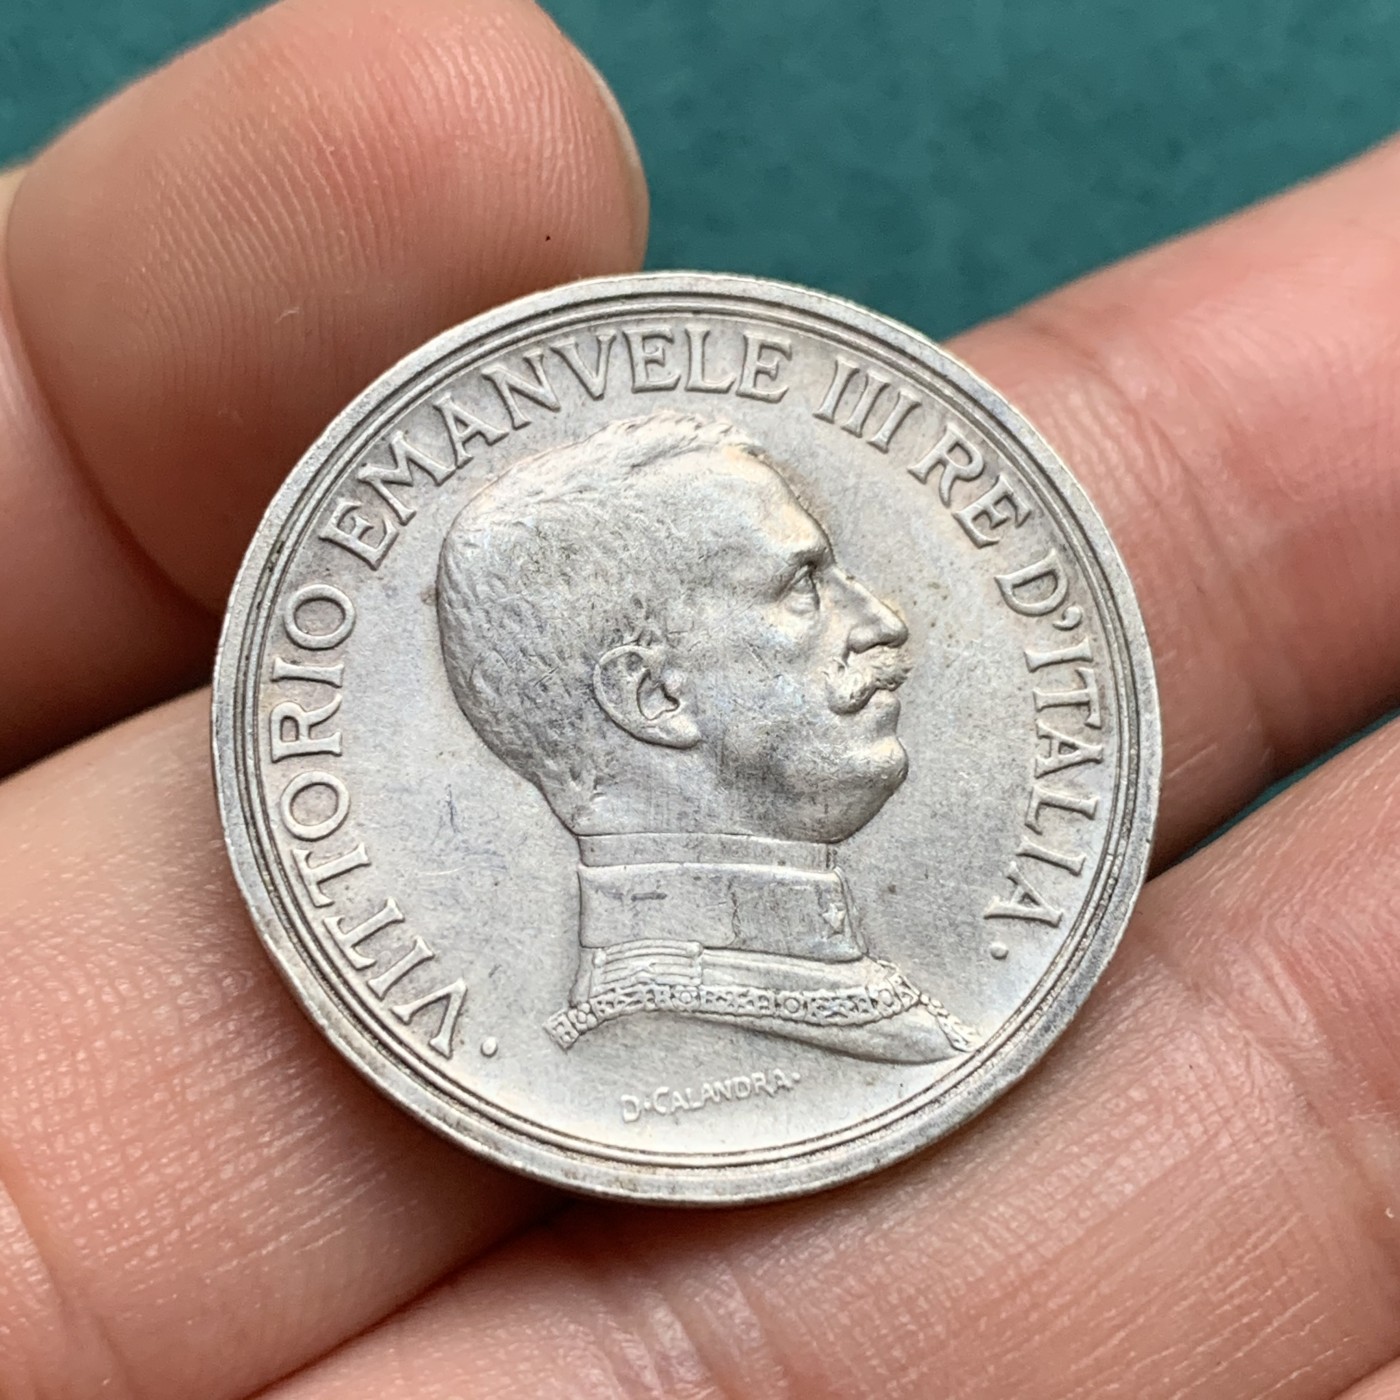 · VITTORIO EMANVELE III RE D'ITALIA ·
D·CALANDRA·